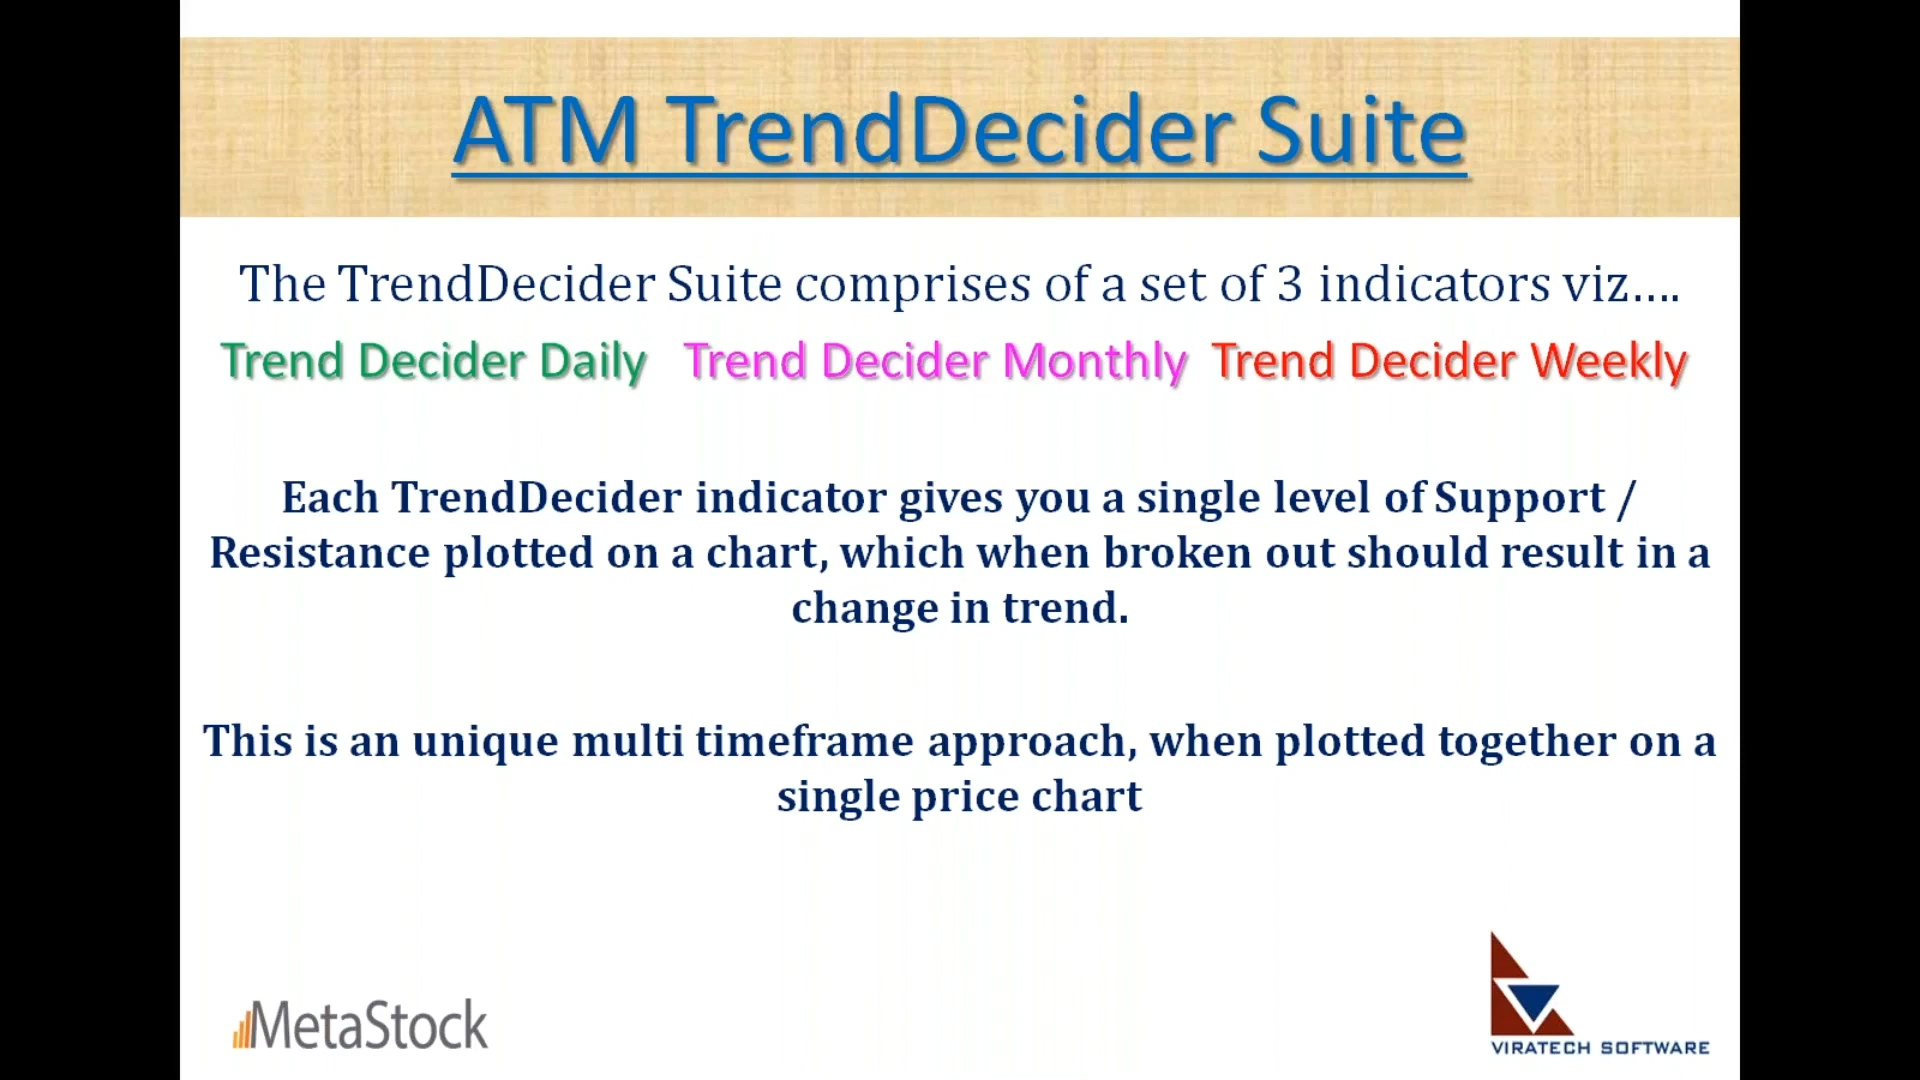 ATM TrendDecider Suite
The TrendDecider Suite comprises of a set of 3 indicators viz....
Trend Decider Daily Trend Decider Monthly Trend Decider Weekly
Each TrendDecider indicator gives you a single level of Support /
Resistance plotted on a chart, which when broken out should result in a
change in trend.
This is an unique multi timeframe approach, when plotted together on a
single price chart
MetaStock
VIRATECH SOFTWARE